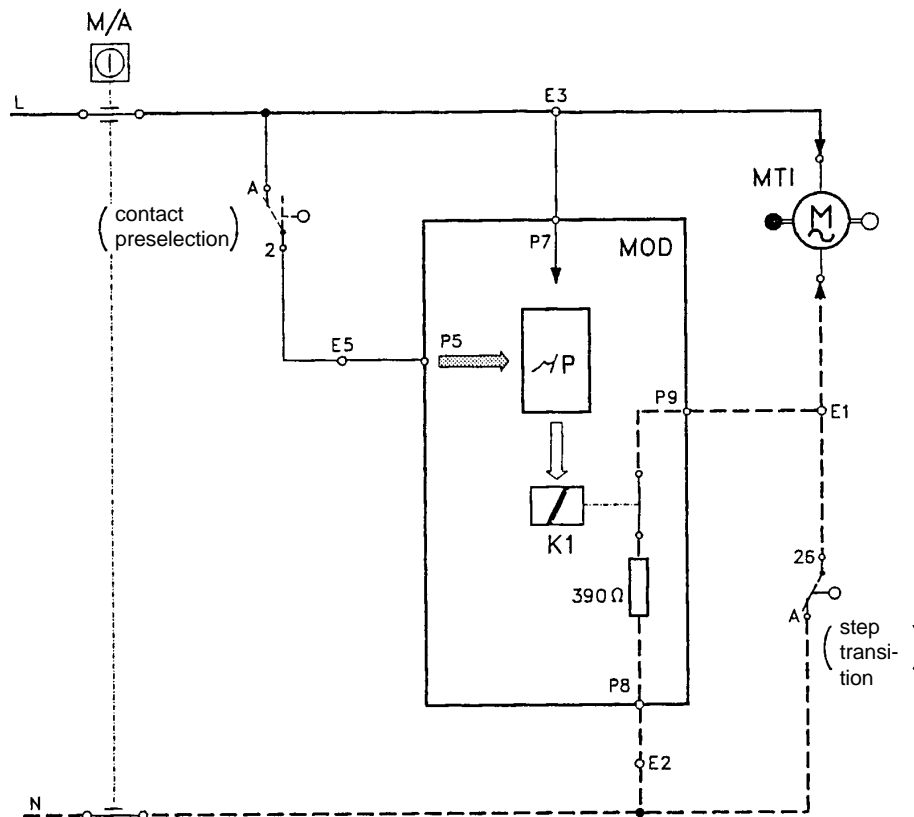 M/A
L
E3
A
(contact
preselection)
2
P7
MOD
MTI
M
E5
P5
P
P9
E1
K1
390Ω
26
A
(step
transi-
tion)
P8
E2
N